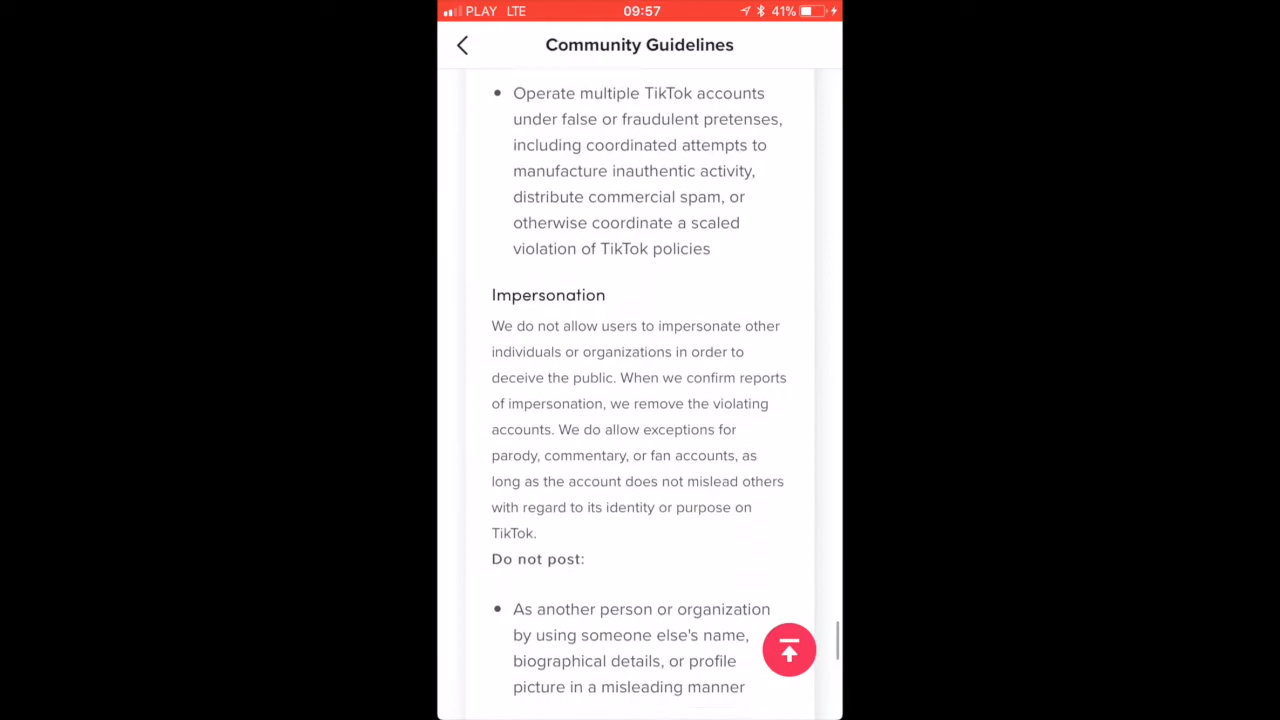 PLAY LTE 09:57 41%
Community Guidelines
Operate multiple TikTok accounts
under false or fraudulent pretenses,
including coordinated attempts to
manufacture inauthentic activity,
distribute commercial spam, or
otherwise coordinate a scaled
violation of TikTok policies
Impersonation
We do not allow users to impersonate other
individuals or organizations in order to
deceive the public. When we confirm reports
of impersonation, we remove the violating
accounts. We do allow exceptions for
parody, commentary, or fan accounts, as
long as the account does not mislead others
with regard to its identity or purpose on
TikTok.
Do not post:
As another person or organization
by using someone else's name,
biographical details, or profile
picture in a misleading manner